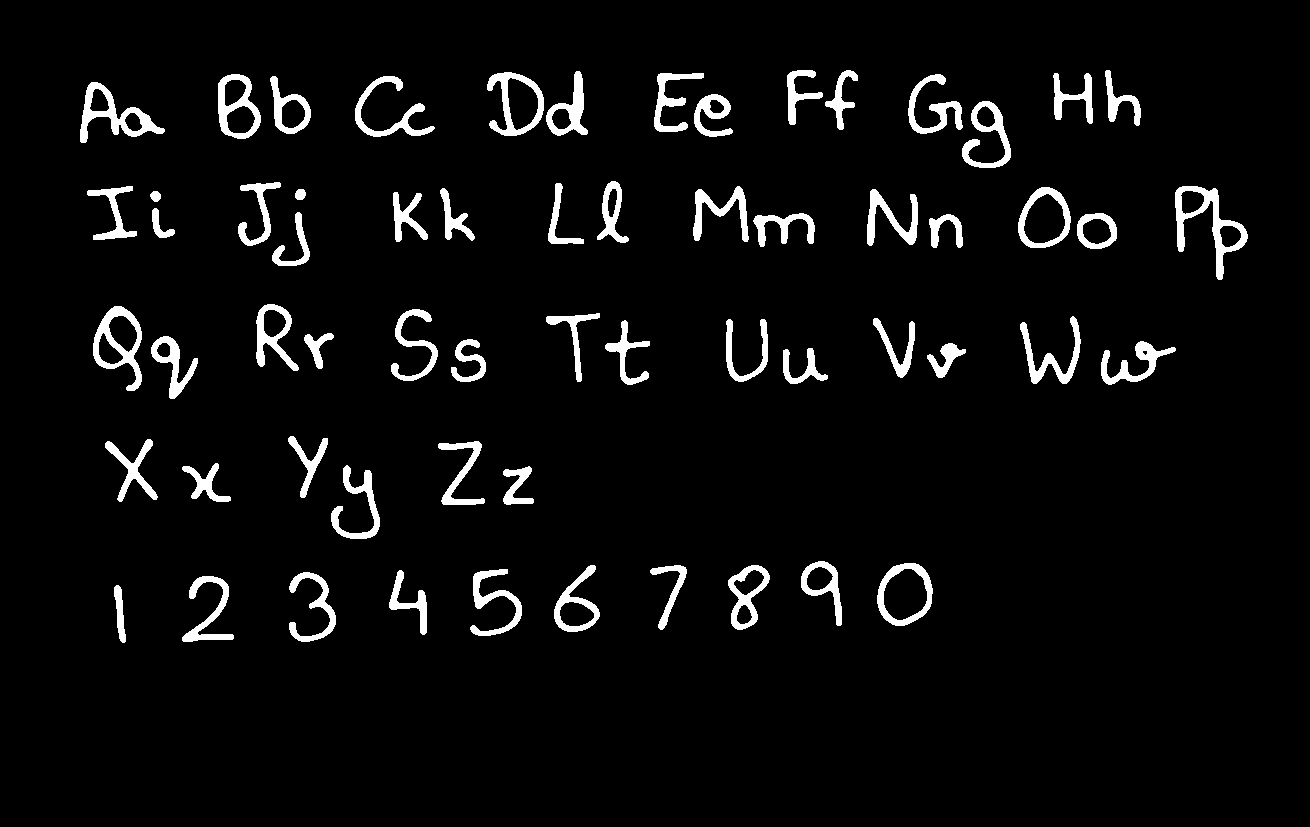 Aa Bb Cc Dd Ee Ff Gg Hh
Ii Jj Kk Ll Mm Nn Oo Pp
Qq Rr Ss Tt Uu Vv Ww
Xx Yy Zz
1 2 3 4 5 6 7 8 9 0